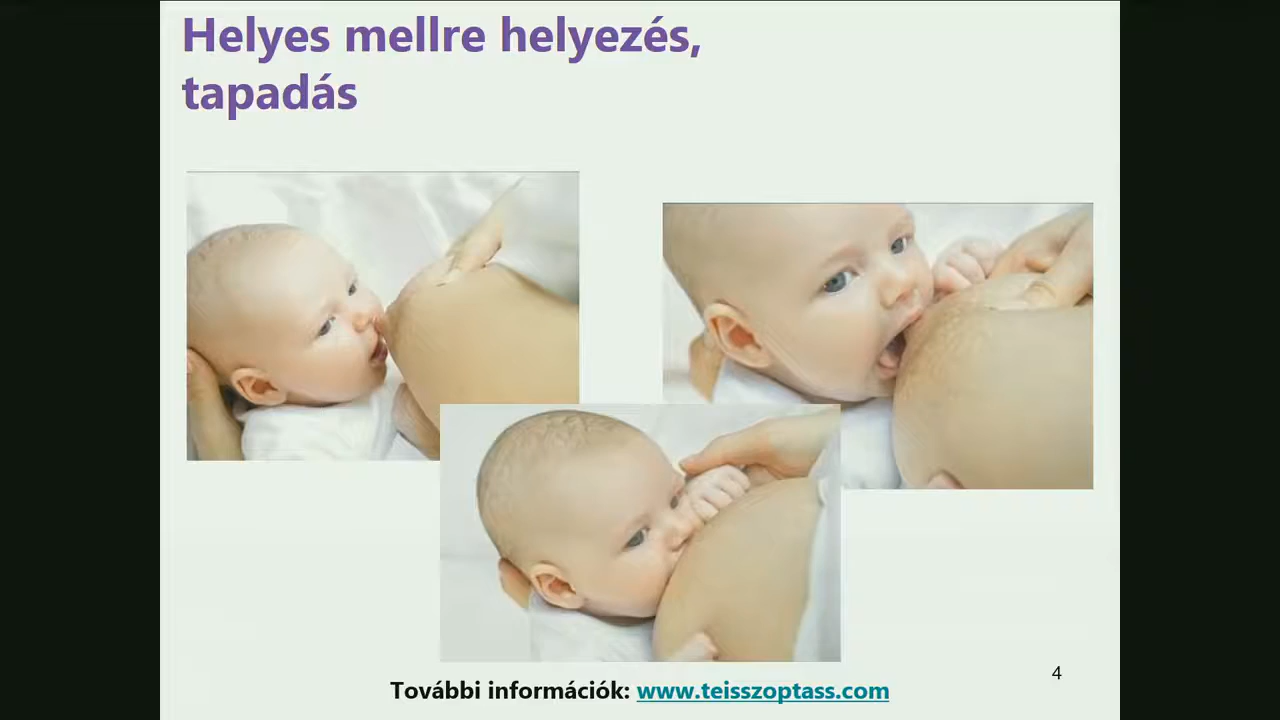 Helyes mellre helyezés,
tapadás
4
További információk: www.teisszoptass.com